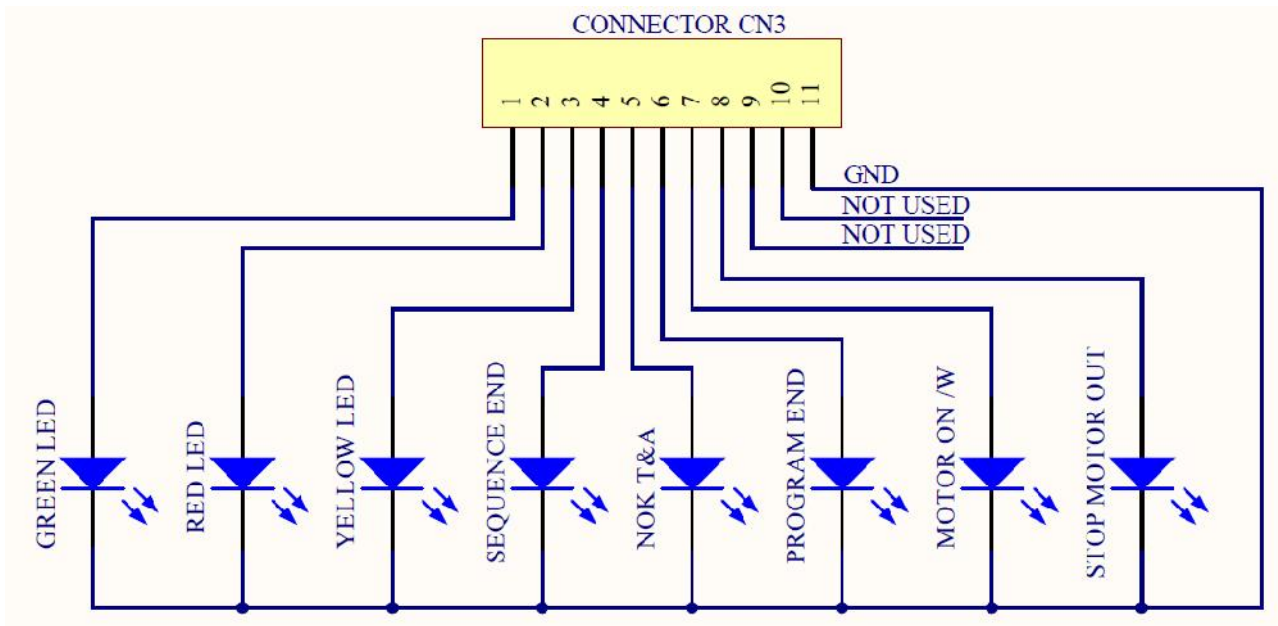 CONNECTOR CN3
1 2 3 4 5 6 7 8 9 10 11
GND
NOT USED
NOT USED
GREEN LED
RED LED
YELLOW LED
SEQUENCE END
NOK T&A
PROGRAM END
MOTOR ON /W
STOP MOTOR OUT